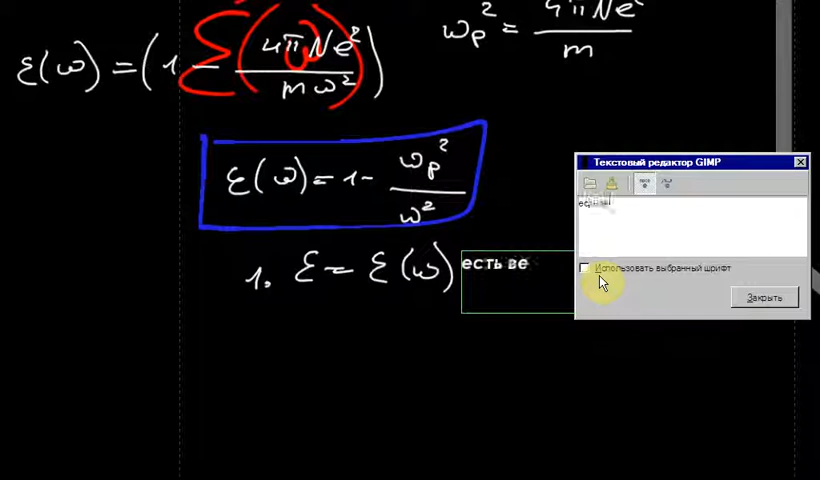 ωp² = 4πNe² / m
ε(ω) = (1 - 4πNe² / mω²)
ε(ω) = 1 - ωp² / ω²
Текстовый редактор GIMP
1. ε = ε(ω) есть ве
Использовать выбранный шрифт
Закрыть